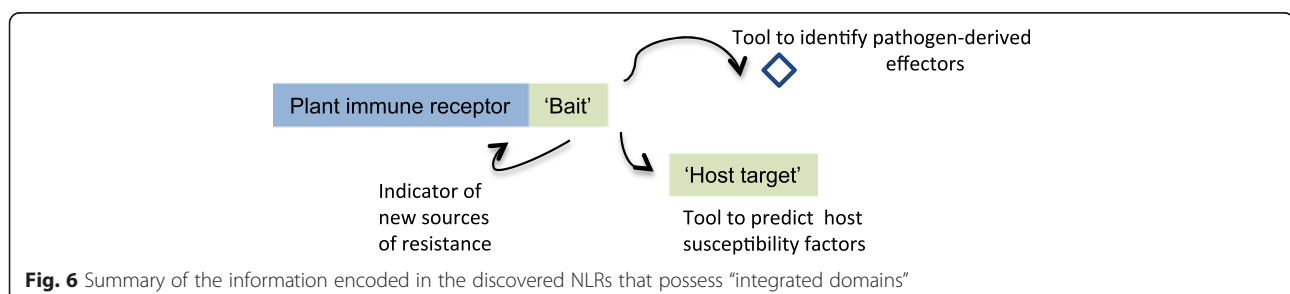 Tool to identify pathogen-derived
effectors
Plant immune receptor ‘Bait’
‘Host target’
Indicator of
new sources
of resistance
Tool to predict host
susceptibility factors
Fig. 6 Summary of the information encoded in the discovered NLRs that possess “integrated domains”